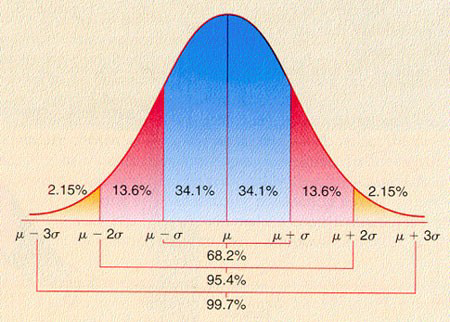 2.15% 13.6% 34.1% 34.1% 13.6% 2.15%
μ − 3σ μ − 2σ μ − σ μ μ + σ μ + 2σ μ + 3σ
68.2%
95.4%
99.7%